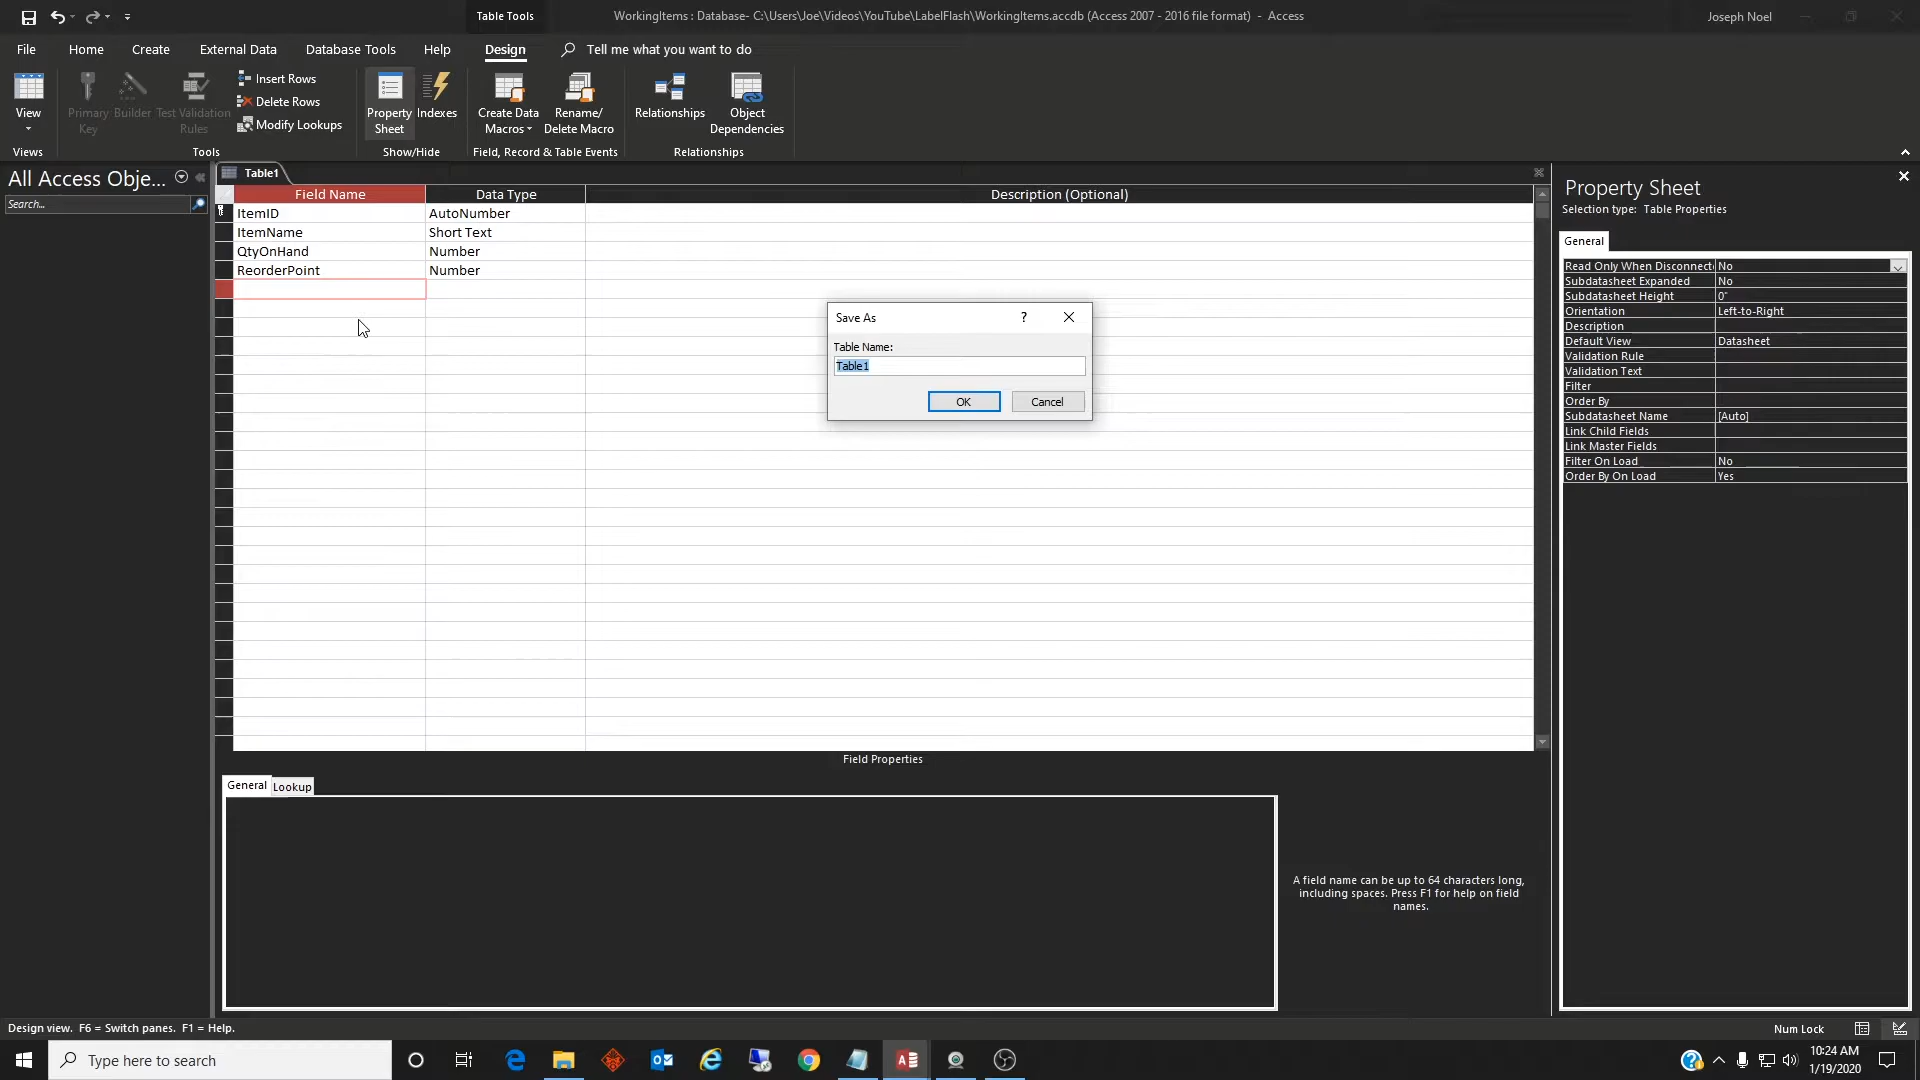 Table Tools
WorkingItems : Database- C:\Users\Joe\Videos\YouTube\LabelFlash\WorkingItems.accdb (Access 2007 - 2016 file format) - Access
Joseph Noel
File Home Create External Data Database Tools Help Design Tell me what you want to do
View
Primary Key
Builder
Test Validation Rules
Insert Rows
Delete Rows
Modify Lookups
Property Sheet
Indexes
Create Data Macros
Rename/ Delete Macro
Relationships
Object Dependencies
Views
Tools
Show/Hide
Field, Record & Table Events
Relationships
All Access Obje...
Search...
Table1
Field Name Data Type Description (Optional)
ItemID AutoNumber
ItemName Short Text
QtyOnHand Number
ReorderPoint Number
Save As
?
Table Name:
Table1
OK Cancel
Property Sheet
Selection type: Table Properties
General
Read Only When Disconnect No
Subdatasheet Expanded No
Subdatasheet Height 0"
Orientation Left-to-Right
Description
Default View Datasheet
Validation Rule
Validation Text
Filter
Order By
Subdatasheet Name [Auto]
Link Child Fields
Link Master Fields
Filter On Load No
Order By On Load Yes
Field Properties
General Lookup
A field name can be up to 64 characters long,
including spaces. Press F1 for help on field
names.
Design view. F6 = Switch panes. F1 = Help.
Num Lock
Type here to search
10:24 AM
1/19/2020